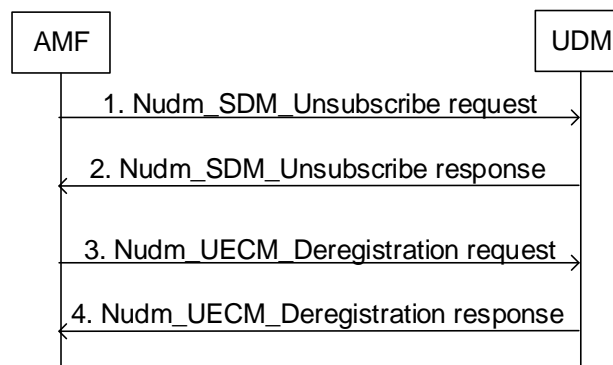 AMF
UDM
1. Nudm_SDM_Unsubscribe request
2. Nudm_SDM_Unsubscribe response
3. Nudm_UECM_Deregistration request
4. Nudm_UECM_Deregistration response